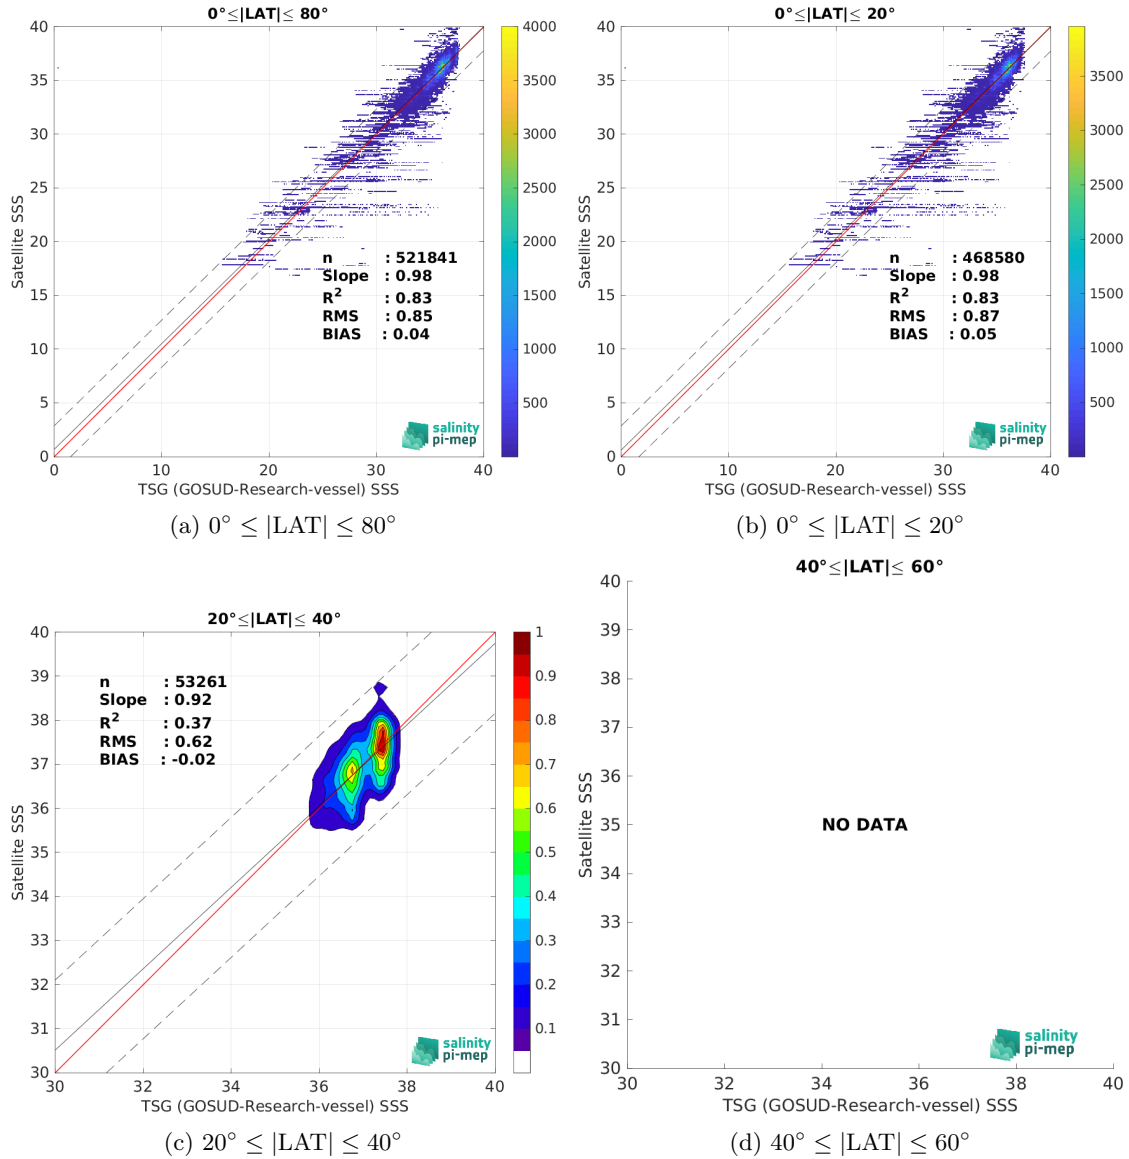 0°≤|LAT|≤ 80°
40
35
30
25
20
15
10
5
0
Satellite SSS
n : 521841
Slope : 0.98
R² : 0.83
RMS : 0.85
BIAS : 0.04
salinity
pi-mep
0 10 20 30 40
TSG (GOSUD-Research-vessel) SSS
4000
3500
3000
2500
2000
1500
1000
500
(a) 0° ≤ |LAT| ≤ 80°
0°≤|LAT|≤ 20°
40
35
30
25
20
15
10
5
0
Satellite SSS
n : 468580
Slope : 0.98
R² : 0.83
RMS : 0.87
BIAS : 0.05
salinity
pi-mep
0 10 20 30 40
TSG (GOSUD-Research-vessel) SSS
3500
3000
2500
2000
1500
1000
500
(b) 0° ≤ |LAT| ≤ 20°
20°≤|LAT|≤ 40°
40
39
38
37
36
35
34
33
32
31
30
Satellite SSS
n : 53261
Slope : 0.92
R² : 0.37
RMS : 0.62
BIAS : -0.02
salinity
pi-mep
30 32 34 36 38 40
TSG (GOSUD-Research-vessel) SSS
1
0.9
0.8
0.7
0.6
0.5
0.4
0.3
0.2
0.1
(c) 20° ≤ |LAT| ≤ 40°
40°≤|LAT|≤ 60°
40
39
38
37
36
35
34
33
32
31
30
Satellite SSS
NO DATA
salinity
pi-mep
30 32 34 36 38 40
TSG (GOSUD-Research-vessel) SSS
(d) 40° ≤ |LAT| ≤ 60°